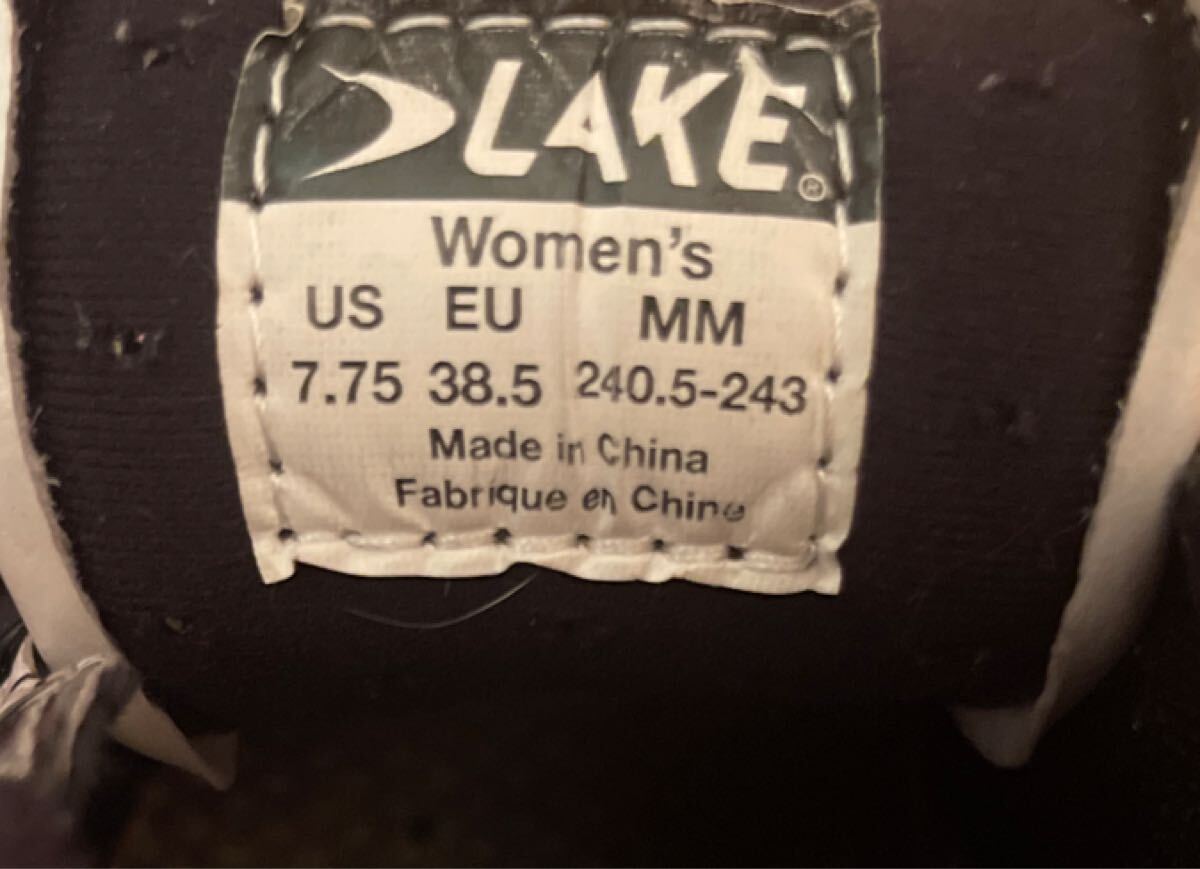 LAKE®
Women's
US EU MM
7.75 38.5 240.5-243
Made in China
Fabrique en Chine